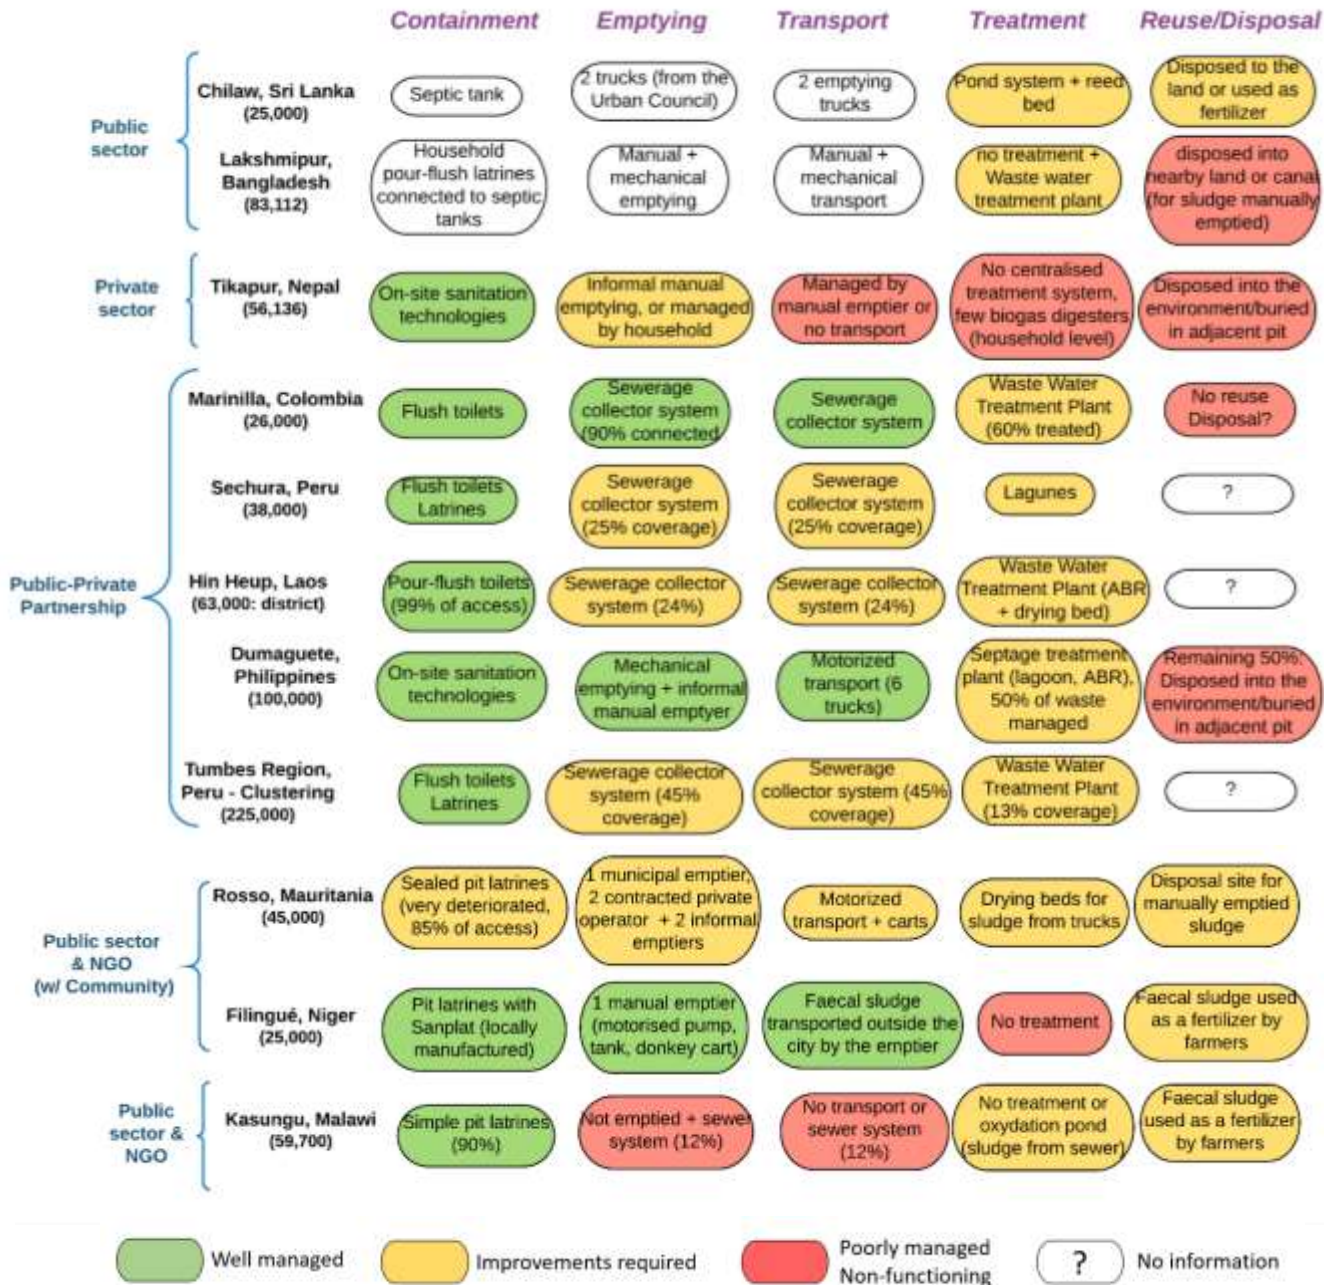 Containment Emptying Transport Treatment Reuse/Disposal
Public
sector
Chilaw, Sri Lanka
(25,000)
Septic tank
2 trucks (from the
Urban Council)
2 emptying
trucks
Pond system + reed
bed
Disposed to the
land or used as
fertilizer
Lakshmipur,
Bangladesh
(83,112)
Household
pour-flush latrines
connected to septic
tanks
Manual +
mechanical
emptying
Manual +
mechanical
transport
no treatment +
Waste water
treatment plant
disposed into
nearby land or canal
(for sludge manually
emptied)
Private
sector
Tikapur, Nepal
(56,136)
On-site sanitation
technologies
Informal manual
emptying, or managed
by household
Managed by
manual emptier or
no transport
No centralised
treatment system,
few biogas digesters
(household level)
Disposed into the
environment/buried
in adjacent pit
Public-Private
Partnership
Marinilla, Colombia
(26,000)
Flush toilets
Sewerage
collector system
(90% connected
Sewerage
collector system
Waste Water
Treatment Plant
(60% treated)
No reuse
Disposal?
Sechura, Peru
(38,000)
Flush toilets
Latrines
Sewerage
collector system
(25% coverage)
Sewerage
collector system
(25% coverage)
Lagunes
?
Hin Heup, Laos
(63,000: district)
Pour-flush toilets
(99% of access)
Sewerage collector
system (24%)
Sewerage collector
system (24%)
Waste Water
Treatment Plant (ABR
+ drying bed)
?
Dumaguete,
Philippines
(100,000)
On-site sanitation
technologies
Mechanical
emptying + informal
manual emptyer
Motorized
transport (6
trucks)
Septage treatment
plant (lagoon, ABR),
50% of waste
managed
Remaining 50%:
Disposed into the
environment/buried
in adjacent pit
Tumbes Region,
Peru - Clustering
(225,000)
Flush toilets
Latrines
Sewerage collector
system (45%
coverage)
Sewerage
collector system (45%
coverage)
Waste Water
Treatment Plant
(13% coverage)
?
Public sector
& NGO
(w/ Community)
Rosso, Mauritania
(45,000)
Sealed pit latrines
(very deteriorated,
85% of access)
1 municipal emptier,
2 contracted private
operator + 2 informal
emptiers
Motorized
transport + carts
Drying beds for
sludge from trucks
Disposal site for
manually emptied
sludge
Filingué, Niger
(25,000)
Pit latrines with
Sanplat (locally
manufactured)
1 manual emptier
(motorised pump,
tank, donkey cart)
Faecal sludge
transported outside the
city by the emptier
No treatment
Faecal sludge used
as a fertilizer by
farmers
Public
sector &
NGO
Kasungu, Malawi
(59,700)
Simple pit latrines
(90%)
Not emptied + sewer
system (12%)
No transport or
sewer system
(12%)
No treatment or
oxydation pond
(sludge from sewer)
Faecal sludge
used as a fertilizer
by farmers
Well managed
Improvements required
Poorly managed
Non-functioning
?
No information